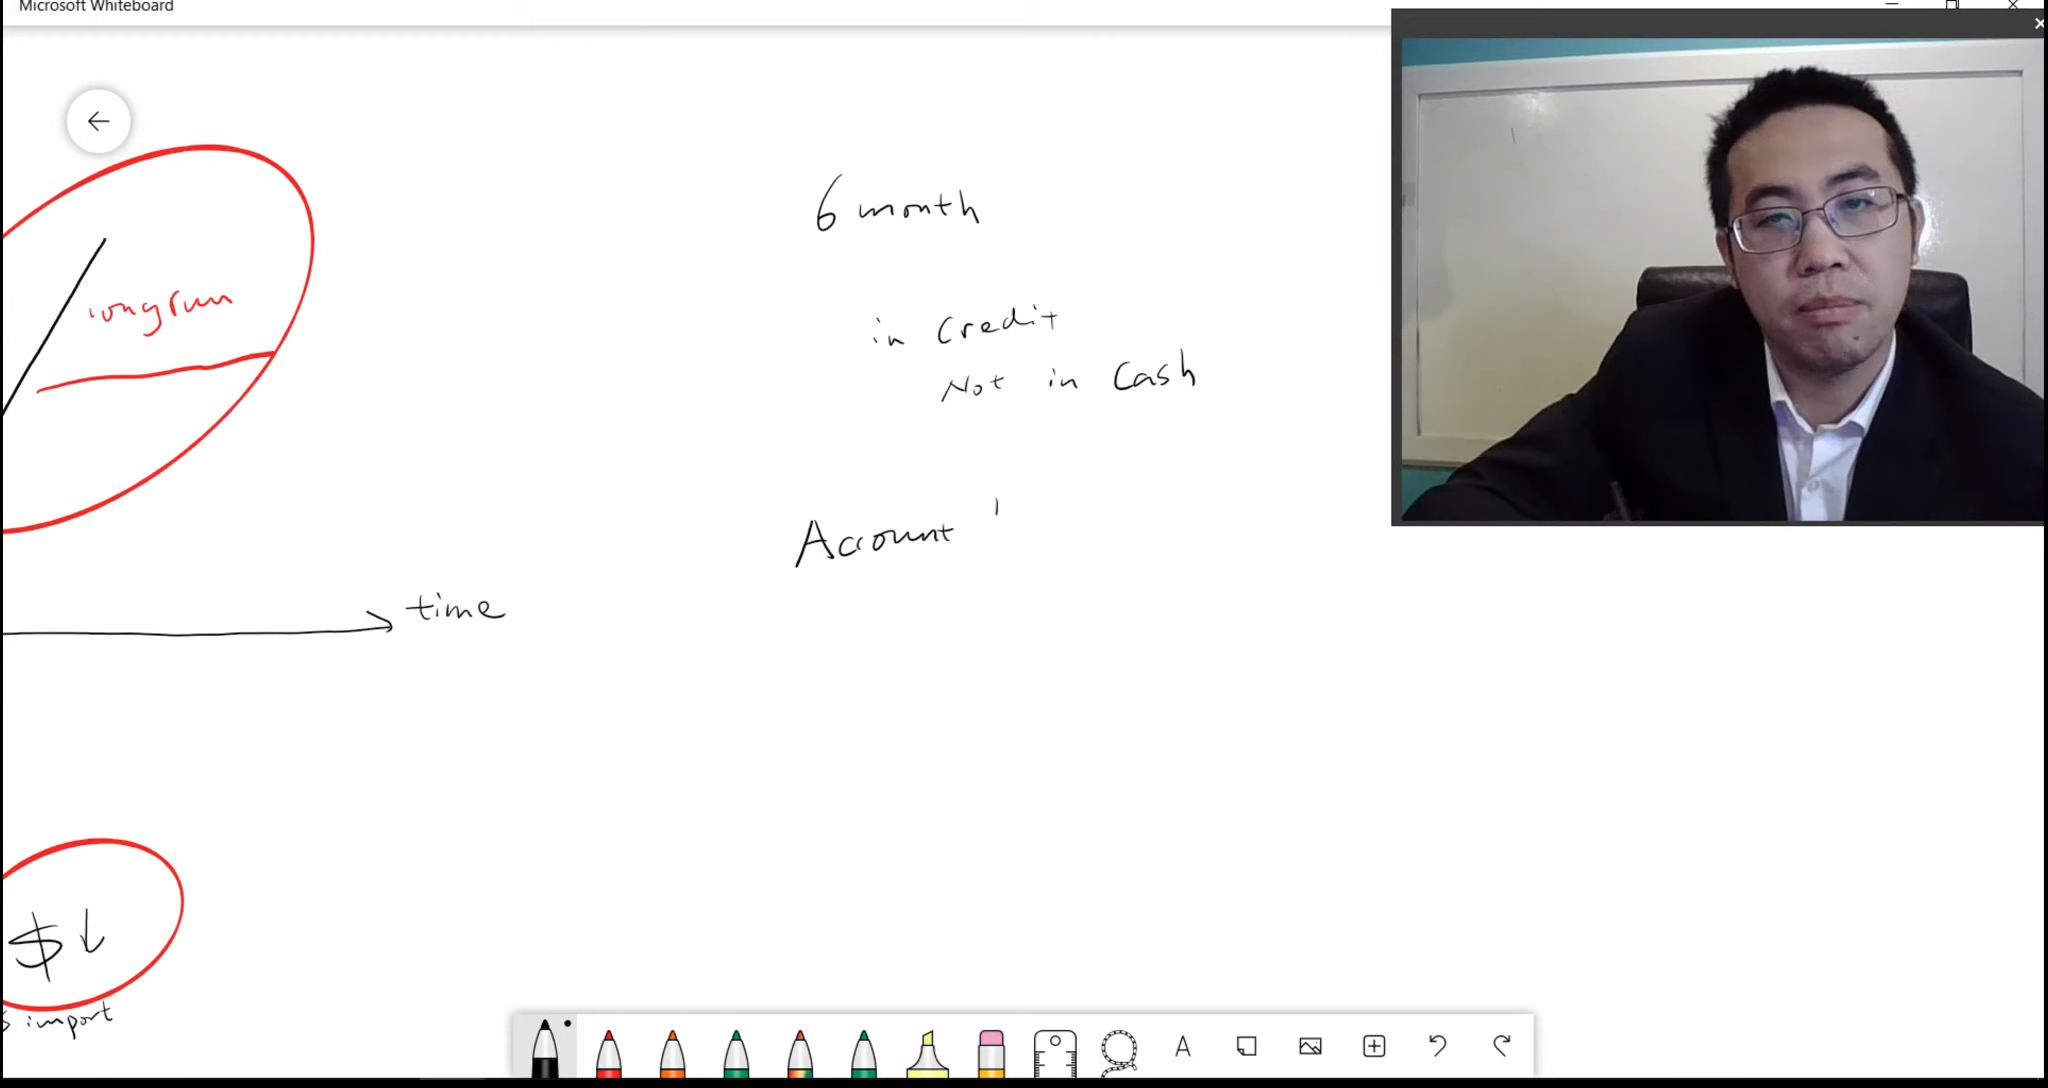 Microsoft Whiteboard
longrun
time
$↓
import
6 month
in Credit
Not in Cash
Account
A